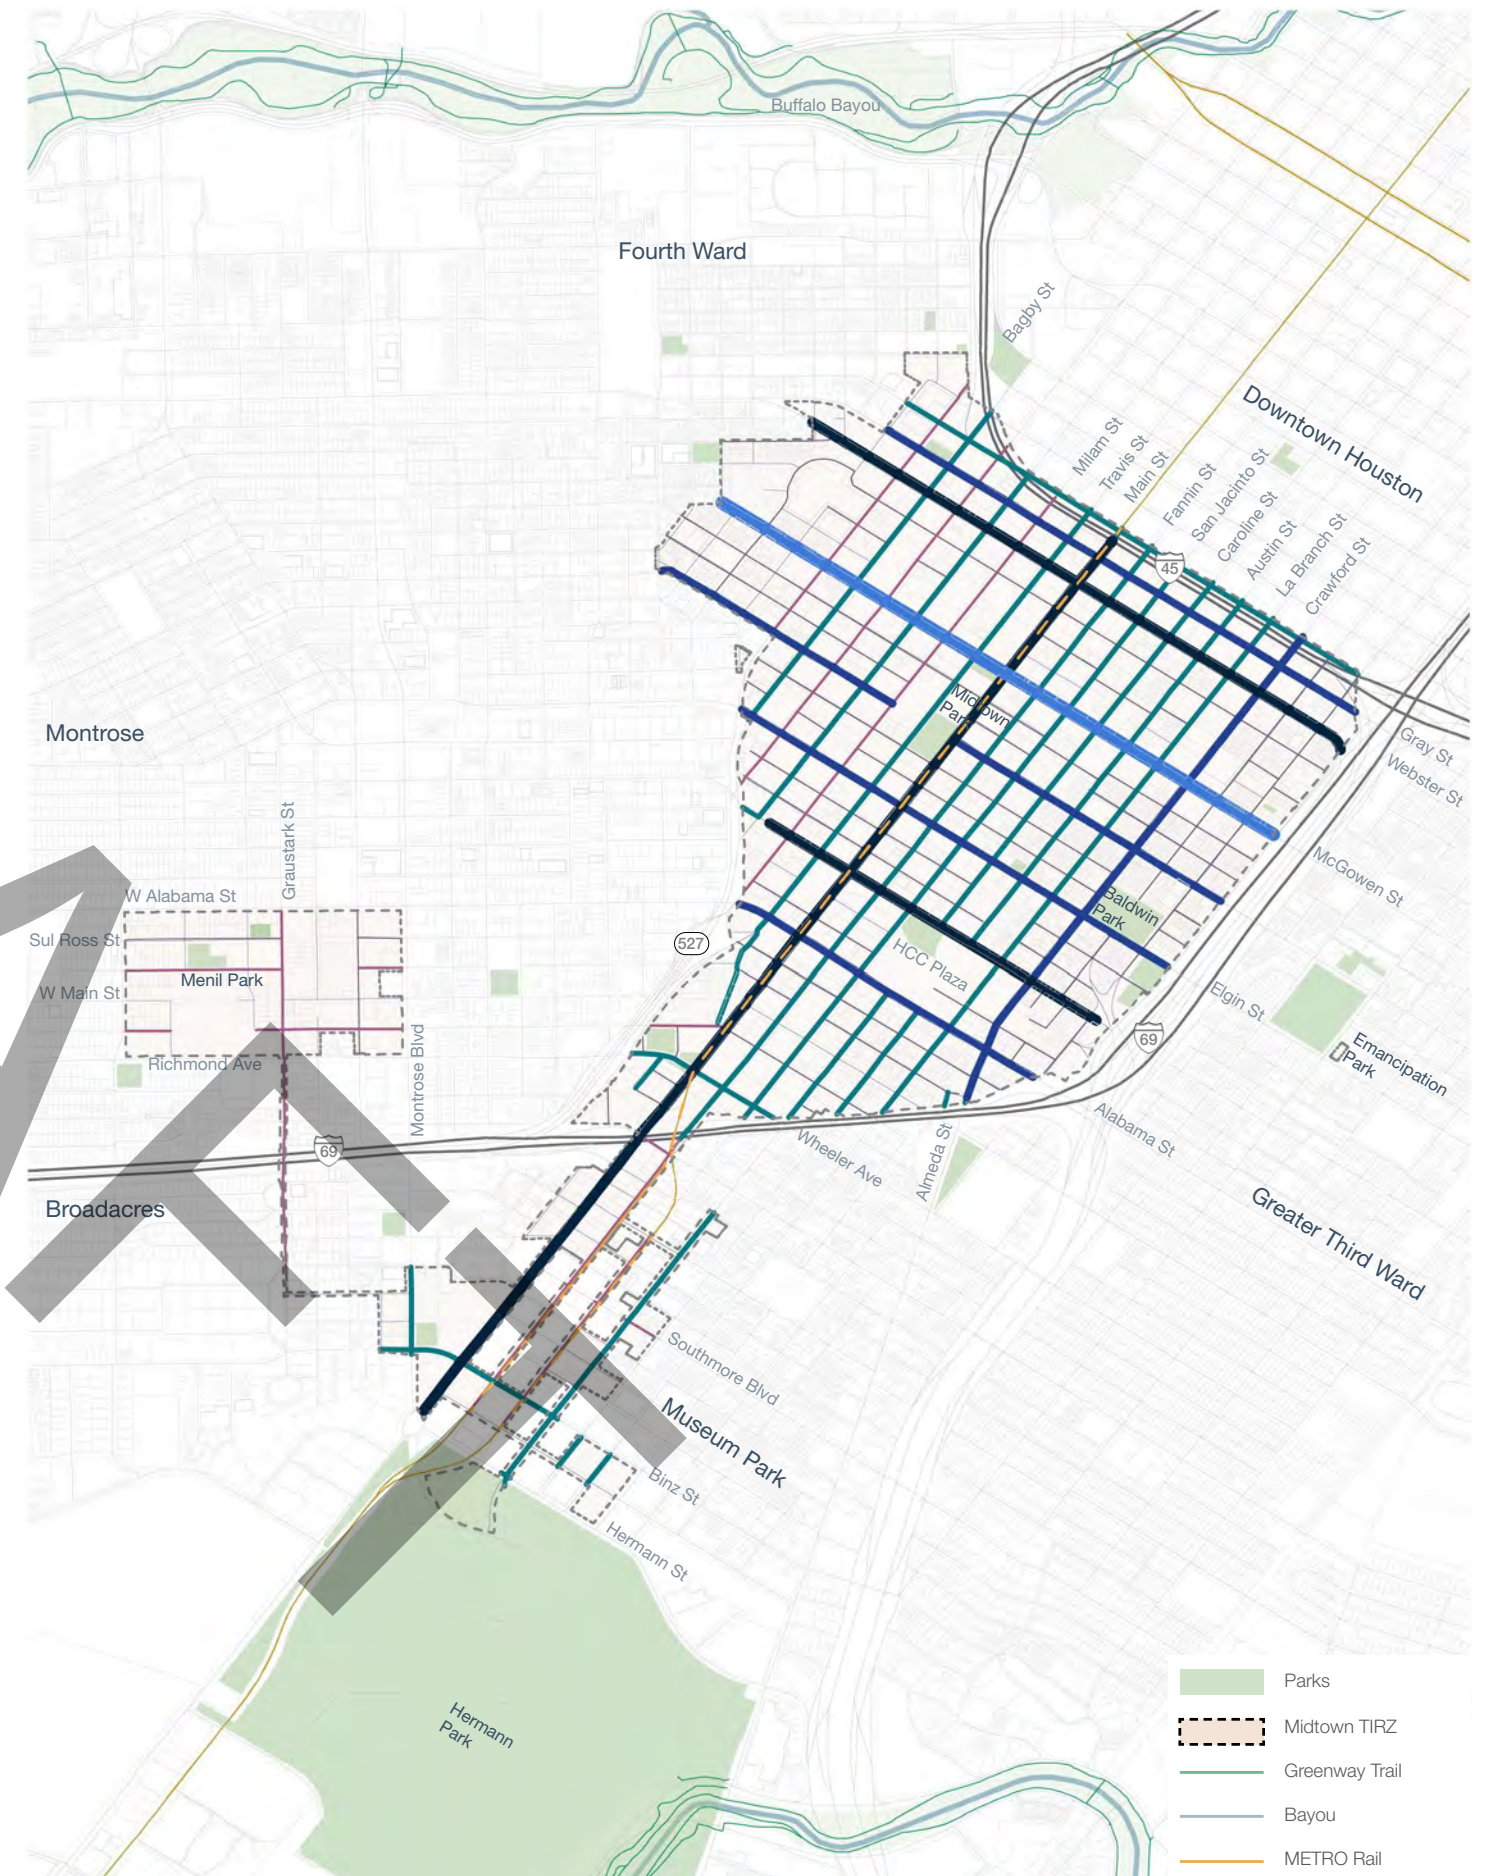 Buffalo Bayou
Fourth Ward
Bagby St
Downtown Houston
Milam St
Travis St
Main St
Fannin St
San Jacinto St
Caroline St
Austin St
La Branch St
Crawford St
45
Midtown
Park
Montrose
Gray St
Webster St
McGowen St
Graustark St
W Alabama St
Sul Ross St
Menil Park
W Main St
Richmond Ave
Montrose Blvd
527
HCC Plaza
Baldwin
Park
Elgin St
Emancipation
Park
69
Alabama St
69
Wheeler Ave
Almeda St
Broadacres
Greater Third Ward
Southmore Blvd
Museum Park
Binz St
Hermann St
Hermann
Park
Parks
Midtown TIRZ
Greenway Trail
Bayou
METRO Rail